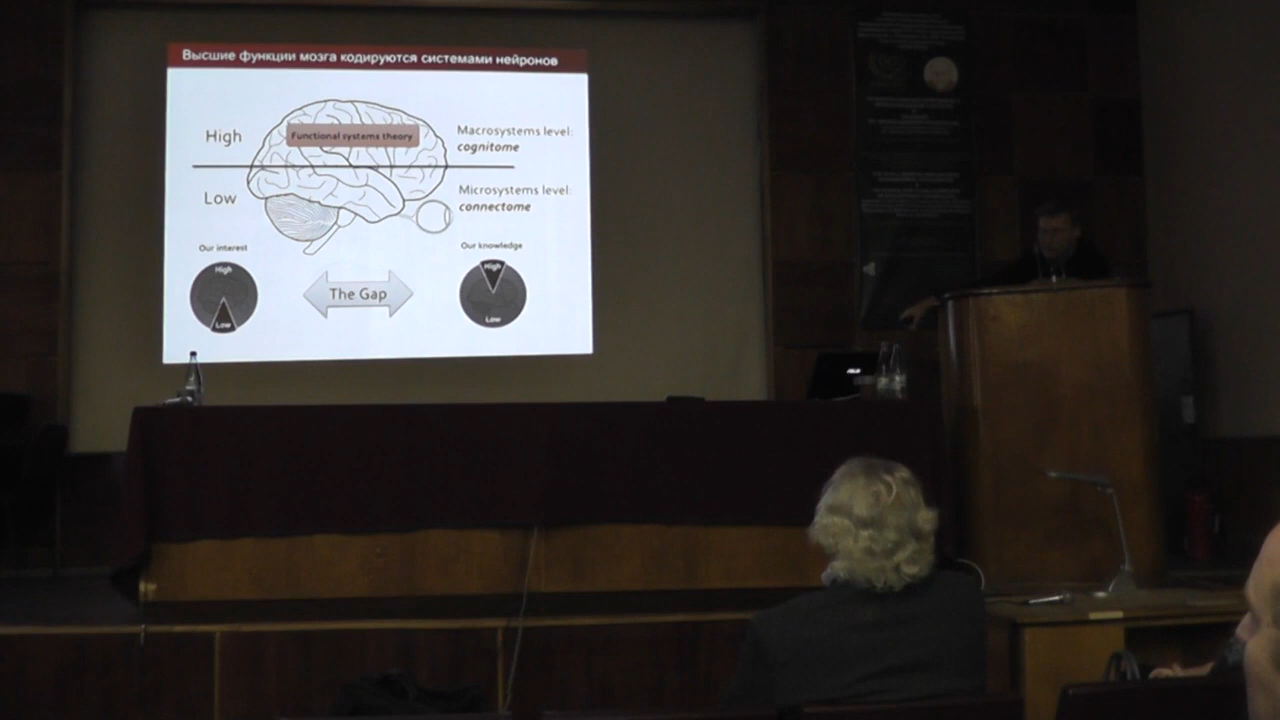 Высшие функции мозга кодируются системами нейронов
High
Functional systems theory
Macrosystems level:
cognitome
Low
Microsystems level:
connectome
Our interest
Our knowledge
High
High
The Gap
Low
Low